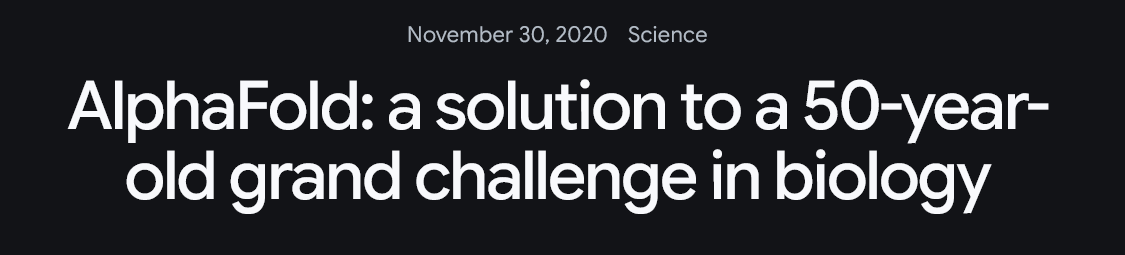 November 30, 2020 Science
AlphaFold: a solution to a 50-year-
old grand challenge in biology